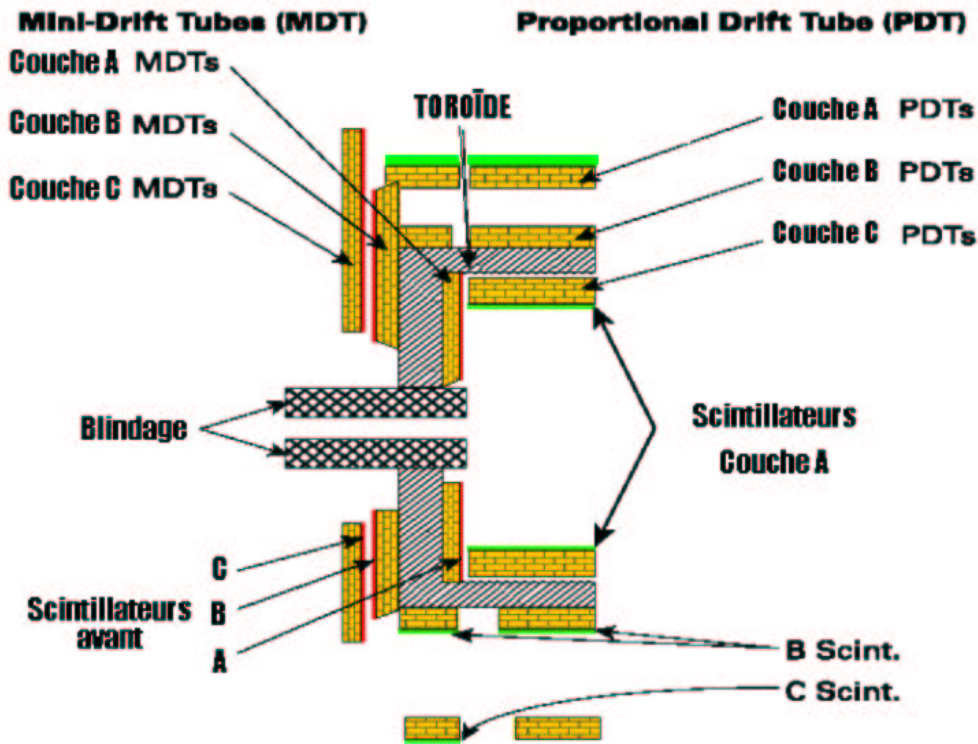 Mini-Drift Tubes (MDT)
Proportional Drift Tube (PDT)
Couche A MDTs
Couche B MDTs
Couche C MDTs
TOROÏDE
Couche A PDTs
Couche B PDTs
Couche C PDTs
Blindage
Scintillateurs
Couche A
C
B
A
Scintillateurs
avant
B Scint.
C Scint.